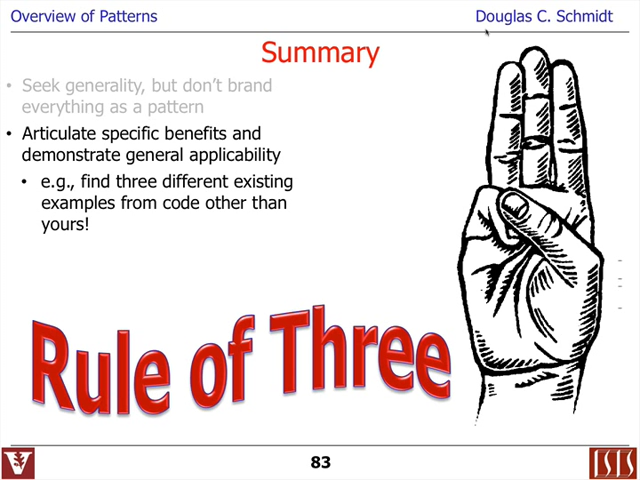 Overview of Patterns
Douglas C. Schmidt
Summary
• Seek generality, but don't brand
everything as a pattern
• Articulate specific benefits and
demonstrate general applicability
• e.g., find three different existing
examples from code other than
yours!
Rule of Three
83
V
ISIS